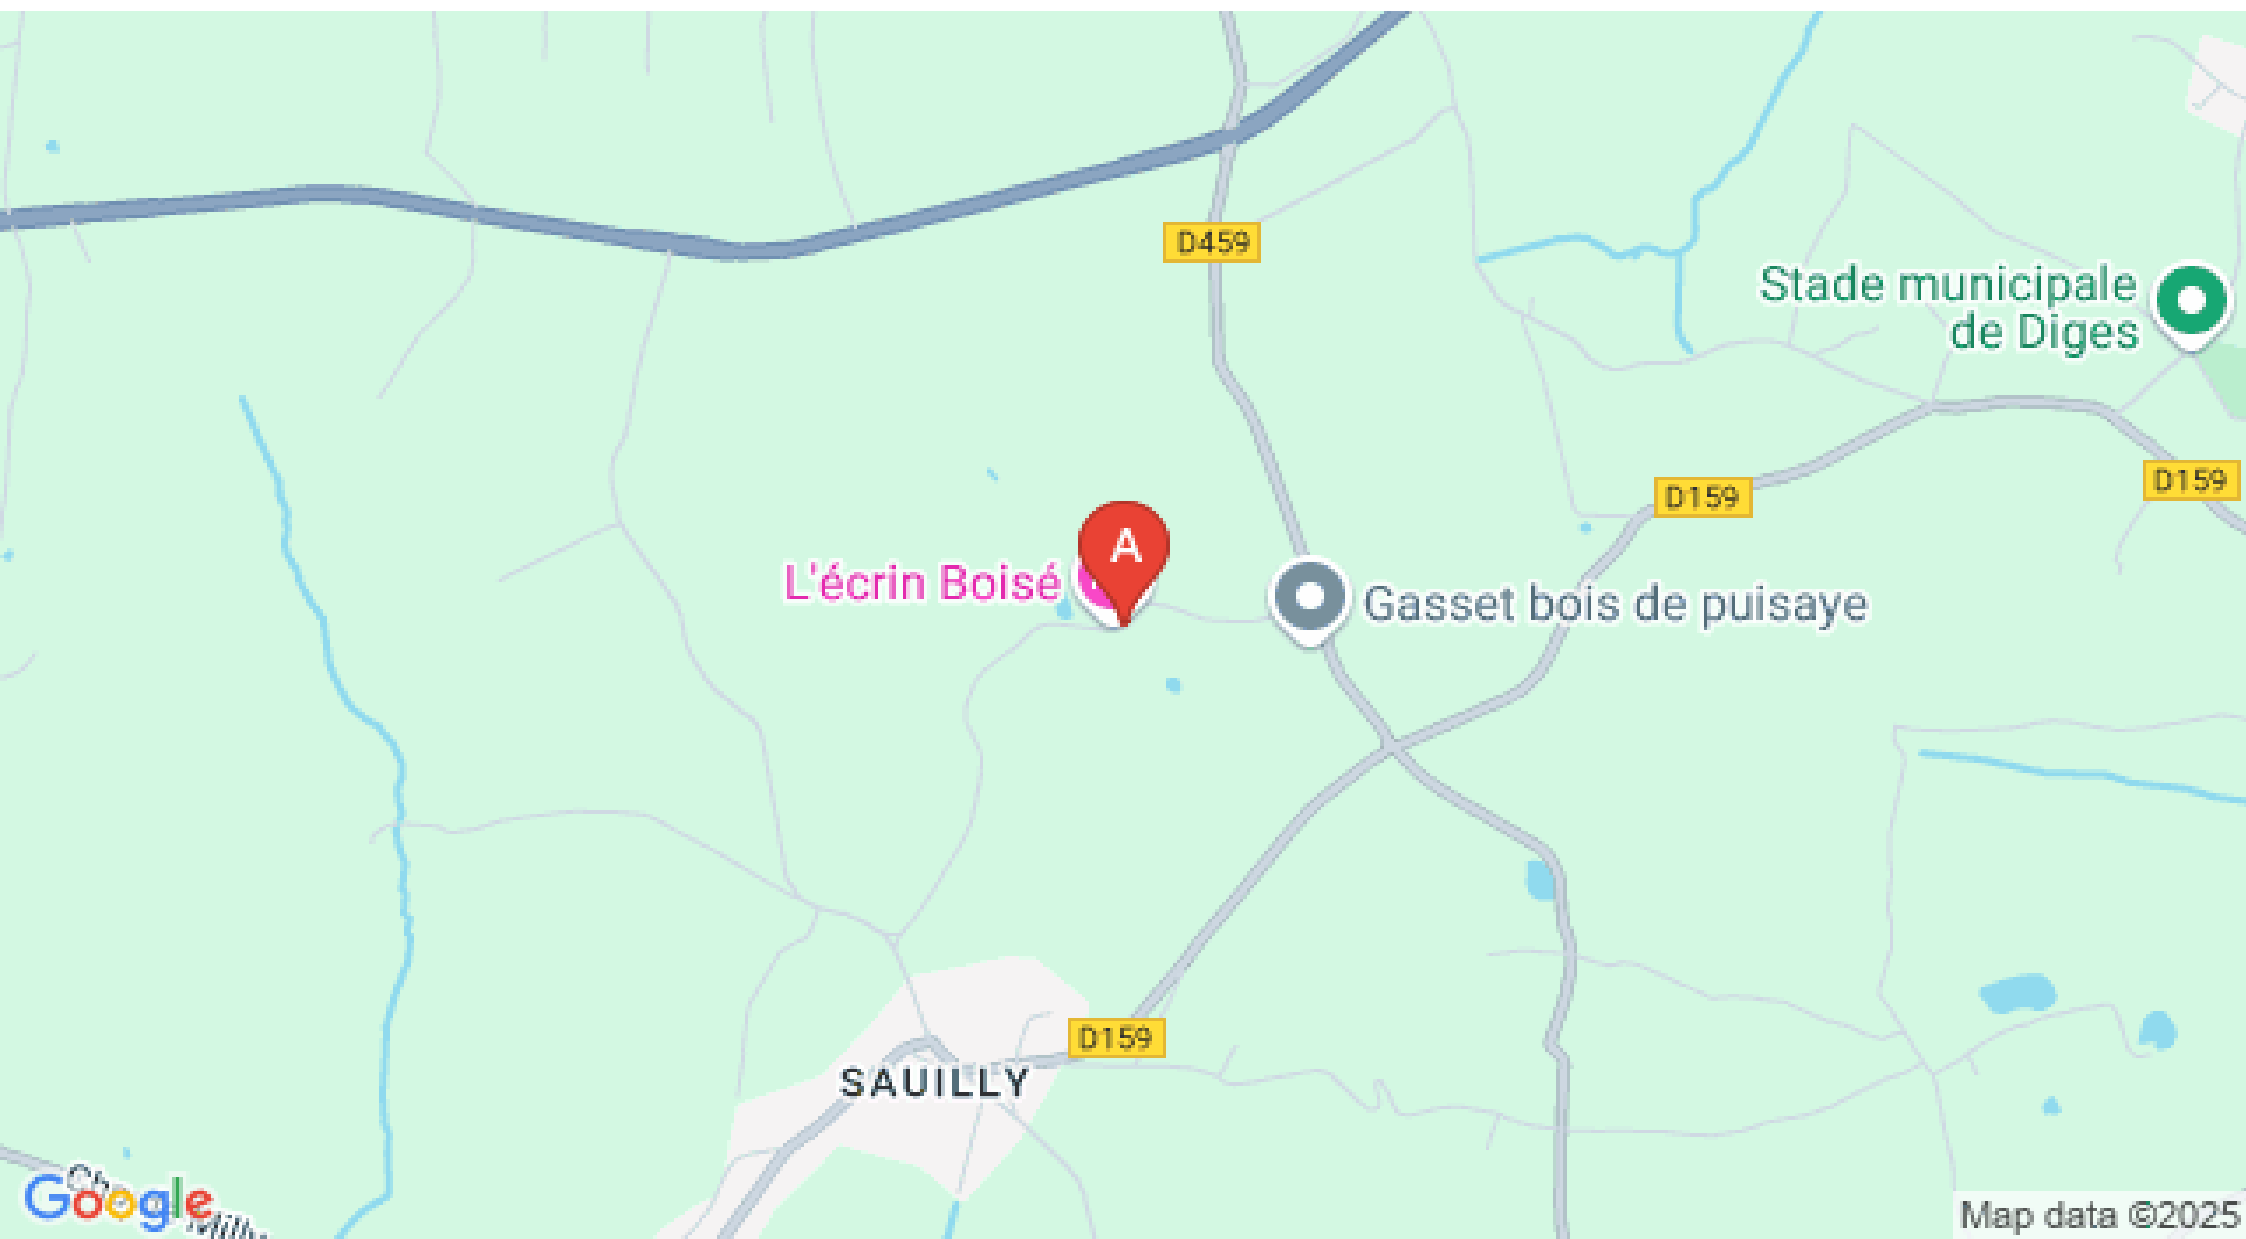 D459
Stade municipale
de Diges
D159
D159
A
L'écrin Boisé
Gasset bois de puisaye
D159
SAUILLY
Google
Map data ©2025